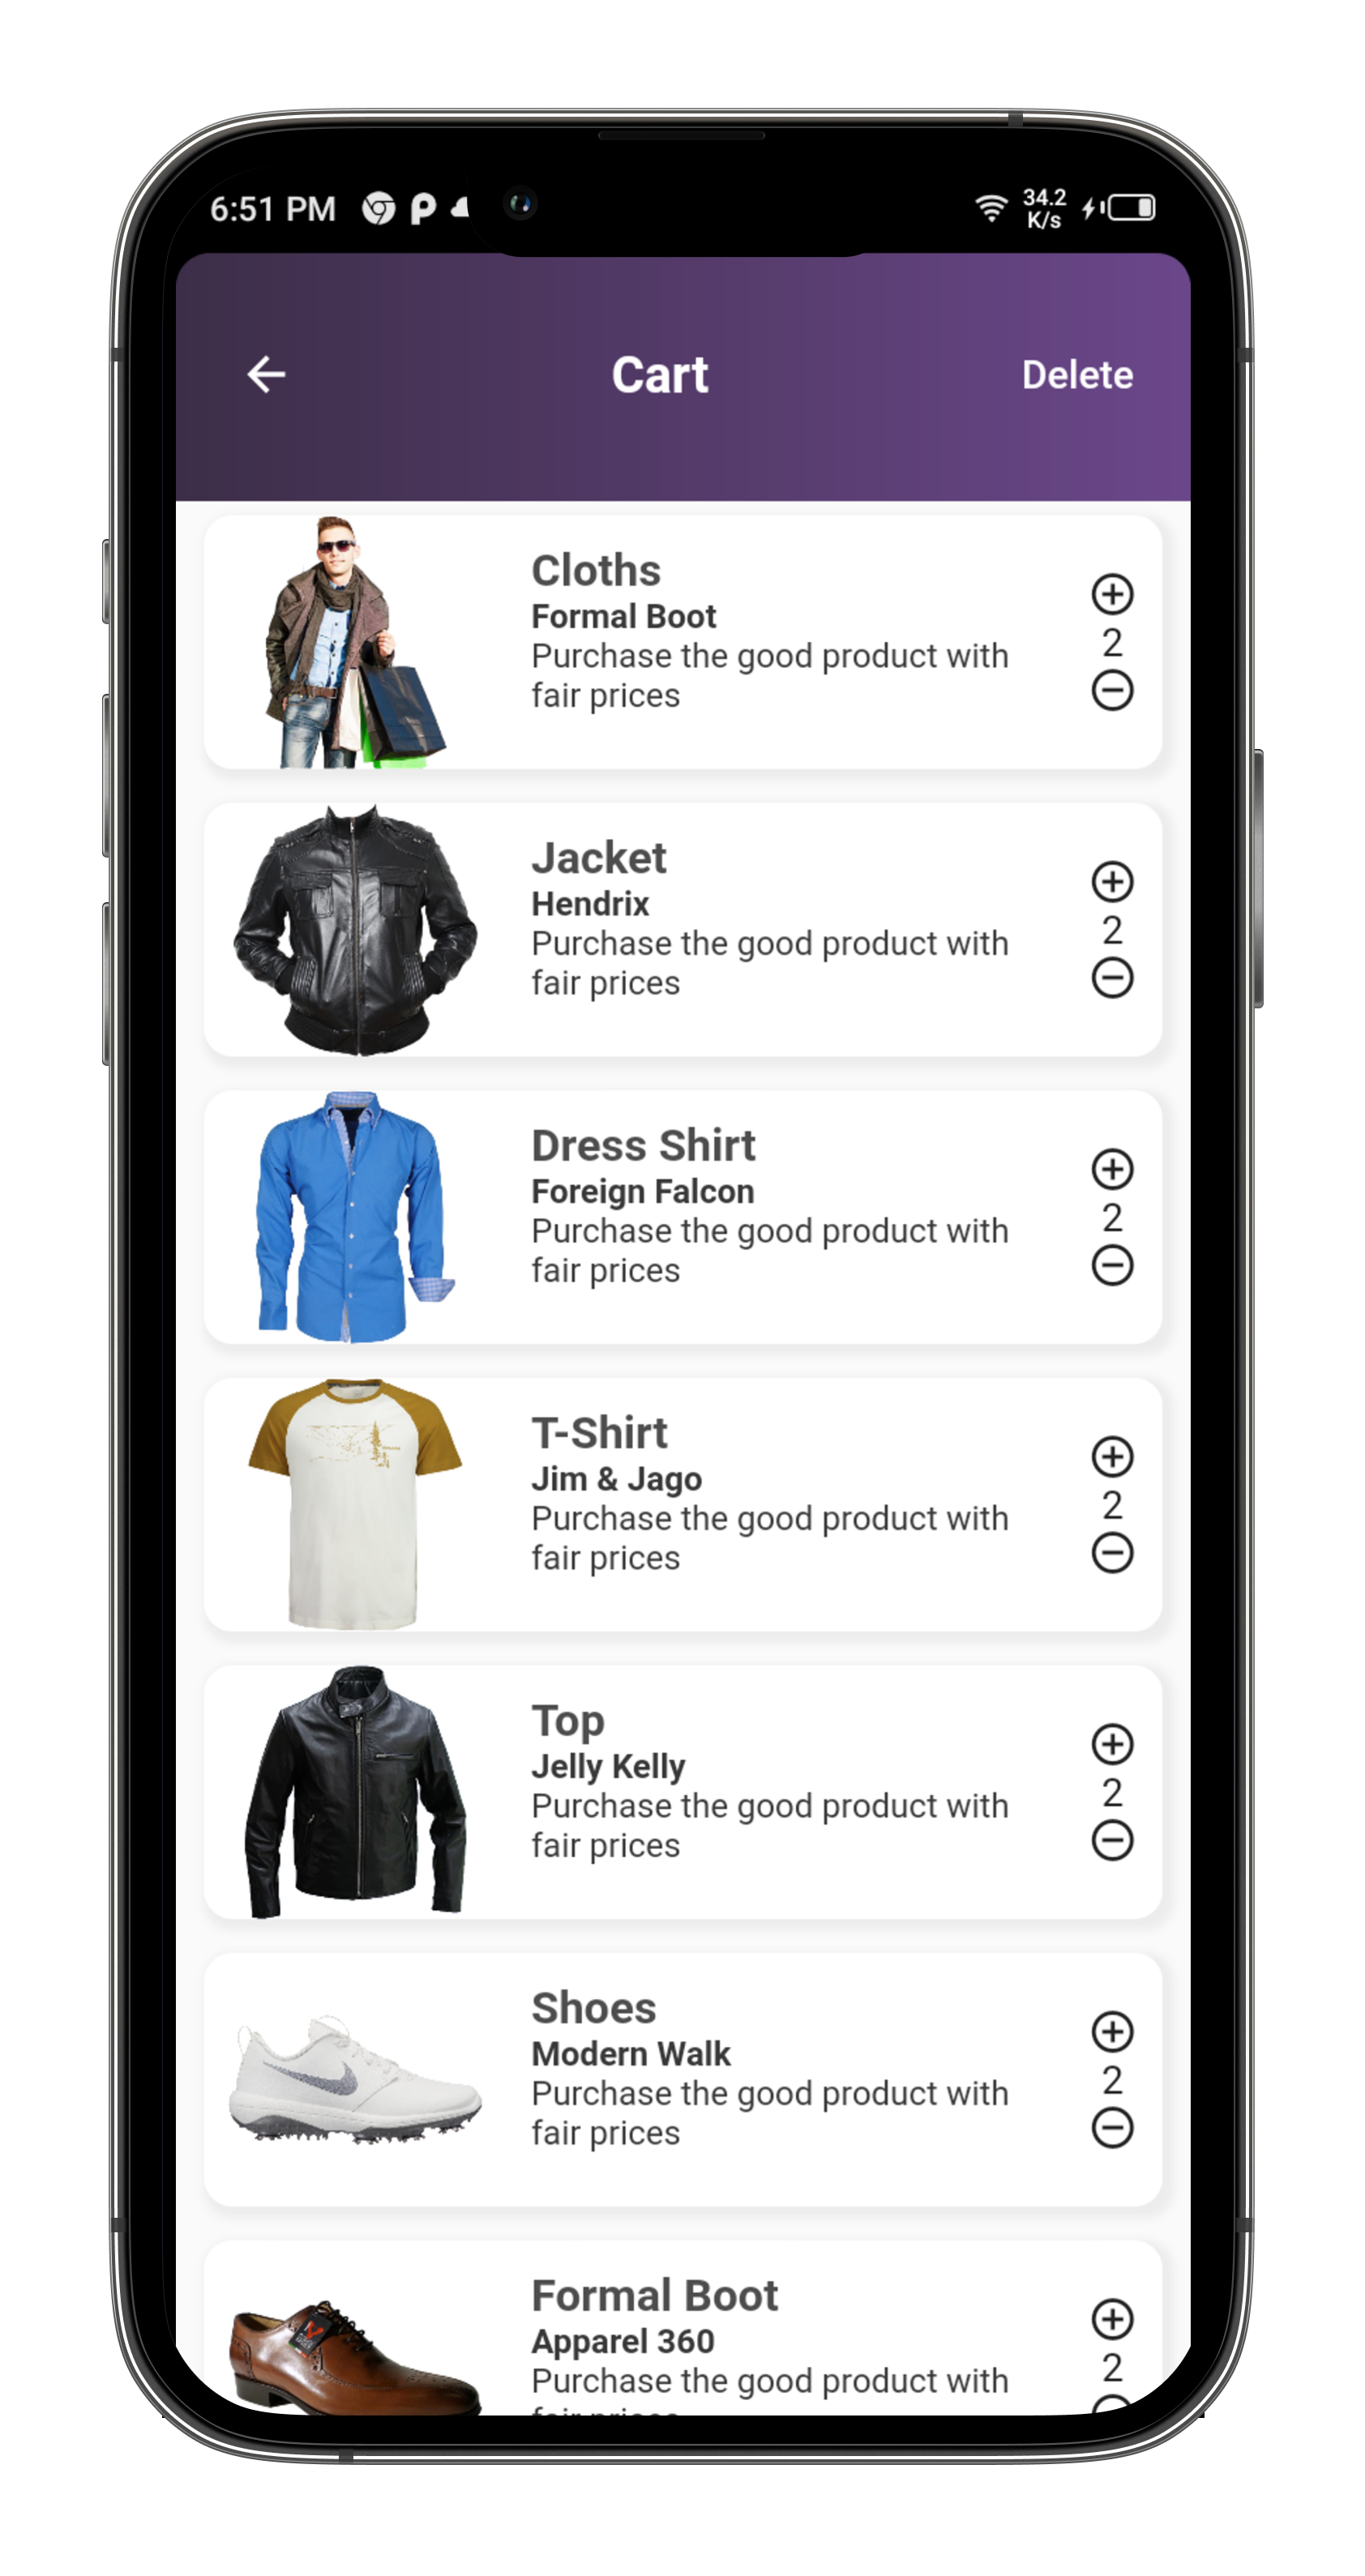 6:51 PM
34.2
K/s
Cart
Delete
Cloths
Formal Boot
Purchase the good product with
fair prices
2
Jacket
Hendrix
Purchase the good product with
fair prices
2
Dress Shirt
Foreign Falcon
Purchase the good product with
fair prices
2
T-Shirt
Jim & Jago
Purchase the good product with
fair prices
2
Top
Jelly Kelly
Purchase the good product with
fair prices
2
Shoes
Modern Walk
Purchase the good product with
fair prices
2
Formal Boot
Apparel 360
Purchase the good product with
2